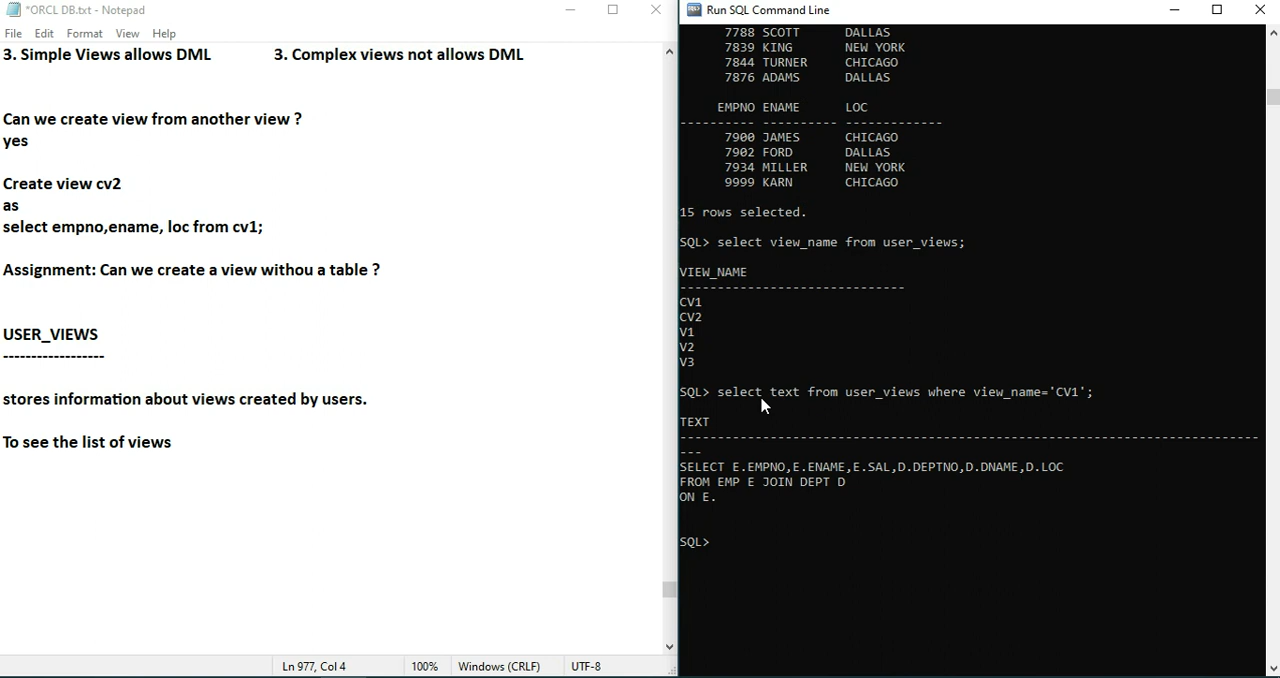 *ORCL DB.txt - Notepad
File Edit Format View Help
3. Simple Views allows DML 3. Complex views not allows DML
Can we create view from another view ?
yes
Create view cv2
as
select empno,ename, loc from cv1;
Assignment: Can we create a view withou a table ?
USER_VIEWS
------------------
stores information about views created by users.
To see the list of views
Ln 977, Col 4 100% Windows (CRLF) UTF-8
Run SQL Command Line
7788 SCOTT DALLAS
7839 KING NEW YORK
7844 TURNER CHICAGO
7876 ADAMS DALLAS
EMPNO ENAME LOC
---------- ---------- -------------
7900 JAMES CHICAGO
7902 FORD DALLAS
7934 MILLER NEW YORK
9999 KARN CHICAGO
15 rows selected.
SQL> select view_name from user_views;
VIEW_NAME
------------------------------
CV1
CV2
V1
V2
V3
SQL> select text from user_views where view_name='CV1';
TEXT
-----------------------------------------------------------------------------
---
SELECT E.EMPNO,E.ENAME,E.SAL,D.DEPTNO,D.DNAME,D.LOC
FROM EMP E JOIN DEPT D
ON E.
SQL>